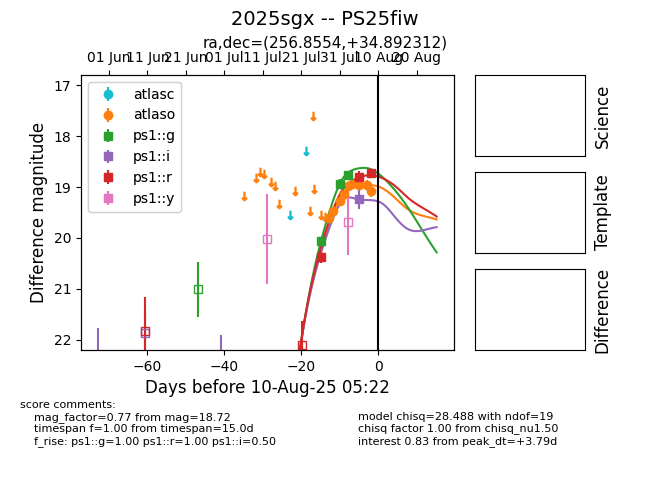 2025sgx -- PS25fiw
ra,dec=(256.8554,+34.892312)
01 Jun 11 Jun 21 Jun 01 Jul 11 Jul 21 Jul 31 Jul 10 Aug 20 Aug
17
18
19
20
21
22
Difference magnitude
atlasc
atlaso
ps1::g
ps1::i
ps1::r
ps1::y
−60 −40 −20 0
Days before 10-Aug-25 05:22
Science
Template
Difference
score comments:
mag_factor=0.77 from mag=18.72
timespan f=1.00 from timespan=15.0d
f_rise: ps1::g=1.00 ps1::r=1.00 ps1::i=0.50
model chisq=28.488 with ndof=19
chisq factor 1.00 from chisq_nu1.50
interest 0.83 from peak_dt=+3.79d